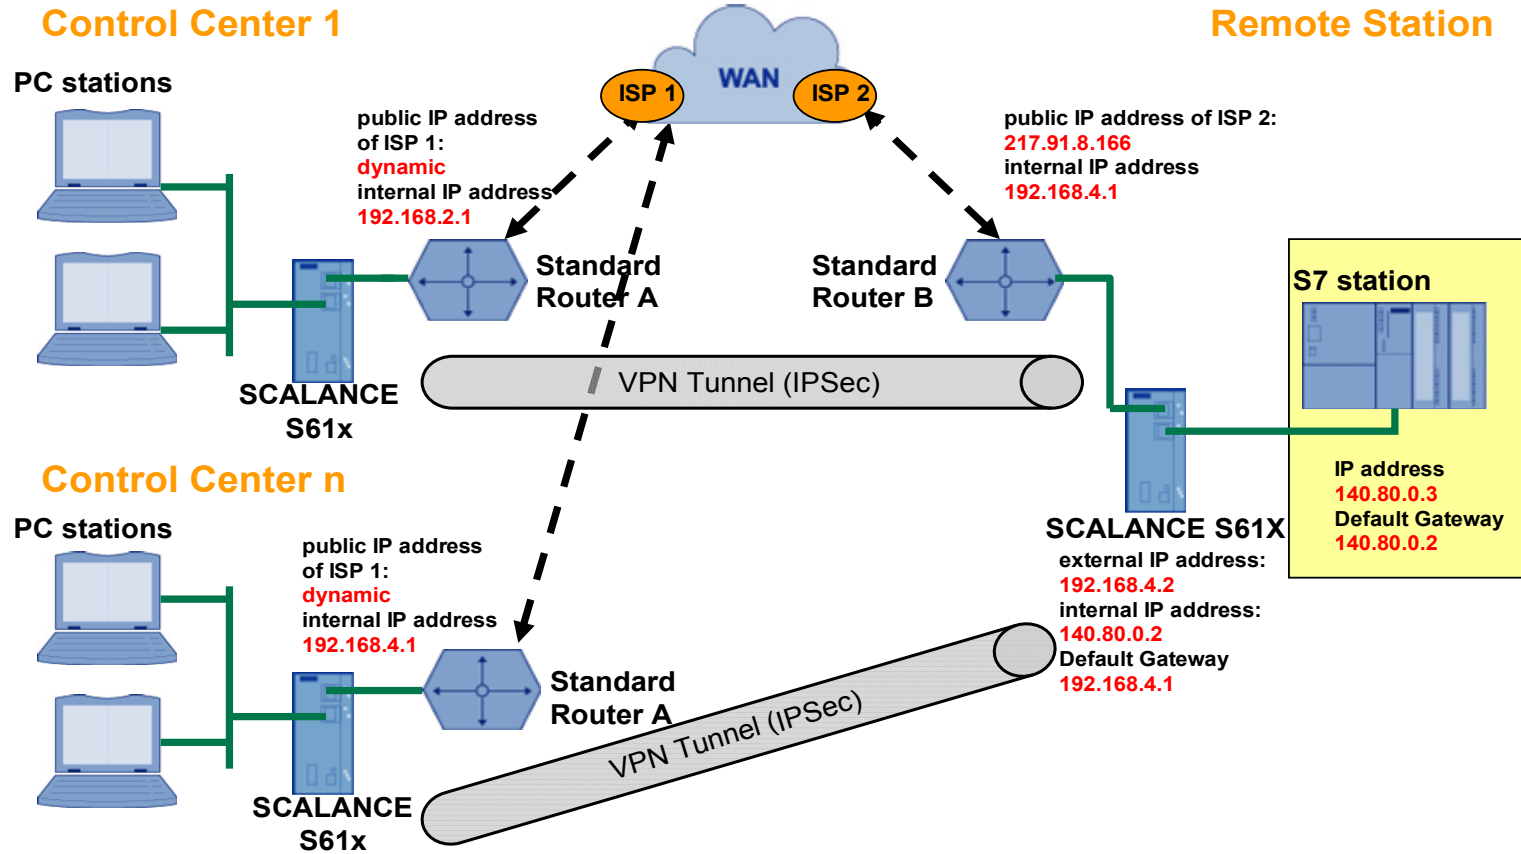 Control Center 1
PC stations
public IP address
of ISP 1:
dynamic
internal IP address
192.168.2.1
Standard
Router A
SCALANCE
S61x
WAN
ISP 1
ISP 2
VPN Tunnel (IPSec)
Remote Station
public IP address of ISP 2:
217.91.8.166
internal IP address
192.168.4.1
Standard
Router B
S7 station
IP address
140.80.0.3
Default Gateway
140.80.0.2
SCALANCE S61X
external IP address:
192.168.4.2
internal IP address:
140.80.0.2
Default Gateway
192.168.4.1
Control Center n
PC stations
public IP address
of ISP 1:
dynamic
internal IP address
192.168.4.1
Standard
Router A
SCALANCE
S61x
VPN Tunnel (IPSec)